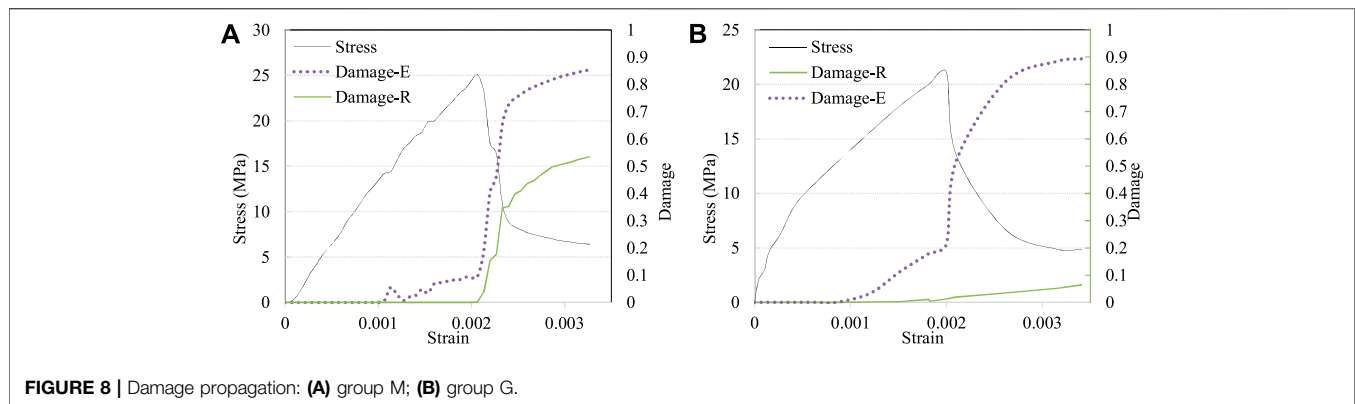 A
30
25
20
15
10
5
0
Stress (MPa)
Stress
Damage-E
Damage-R
1
0.9
0.8
0.7
0.6
0.5
0.4
0.3
0.2
0.1
0
Damage
0
0.001
0.002
0.003
Strain
B
25
20
15
10
5
0
Stress (MPa)
Stress
Damage-R
Damage-E
1
0.9
0.8
0.7
0.6
0.5
0.4
0.3
0.2
0.1
0
Damage
0
0.001
0.002
0.003
Strain
FIGURE 8 | Damage propagation: (A) group M; (B) group G.